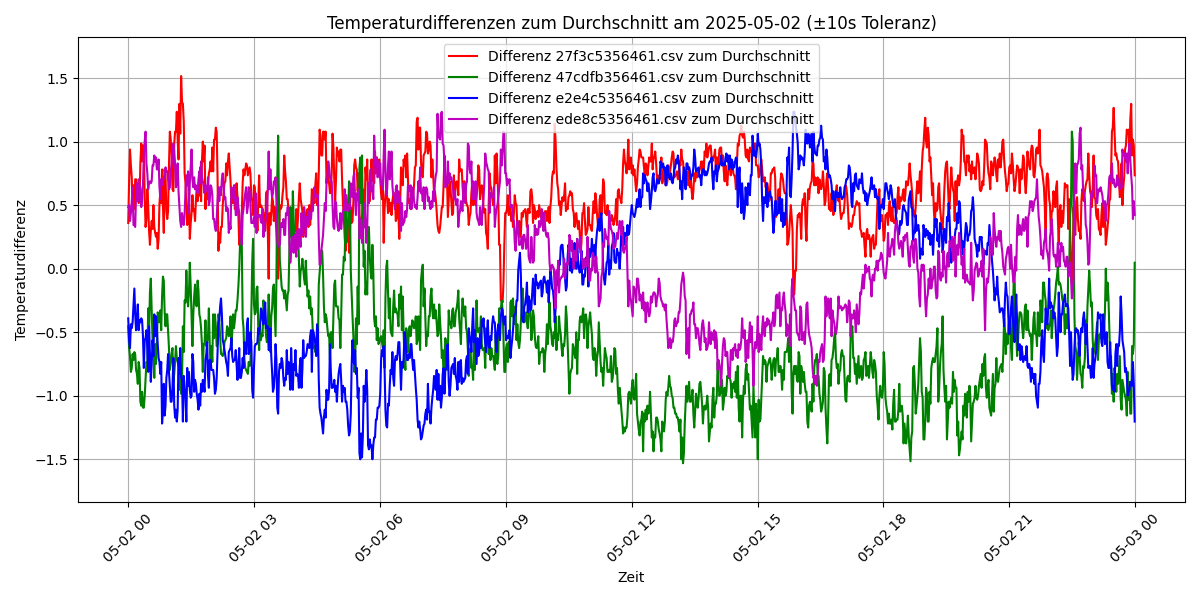 Temperaturdifferenzen zum Durchschnitt am 2025-05-02 (±10s Toleranz)
Differenz 27f3c5356461.csv zum Durchschnitt
Differenz 47cdfb356461.csv zum Durchschnitt
Differenz e2e4c5356461.csv zum Durchschnitt
Differenz ede8c5356461.csv zum Durchschnitt
Temperaturdifferenz
1.5
1.0
0.5
0.0
−0.5
−1.0
−1.5
05-02 00
05-02 03
05-02 06
05-02 09
05-02 12
05-02 15
05-02 18
05-02 21
05-03 00
Zeit